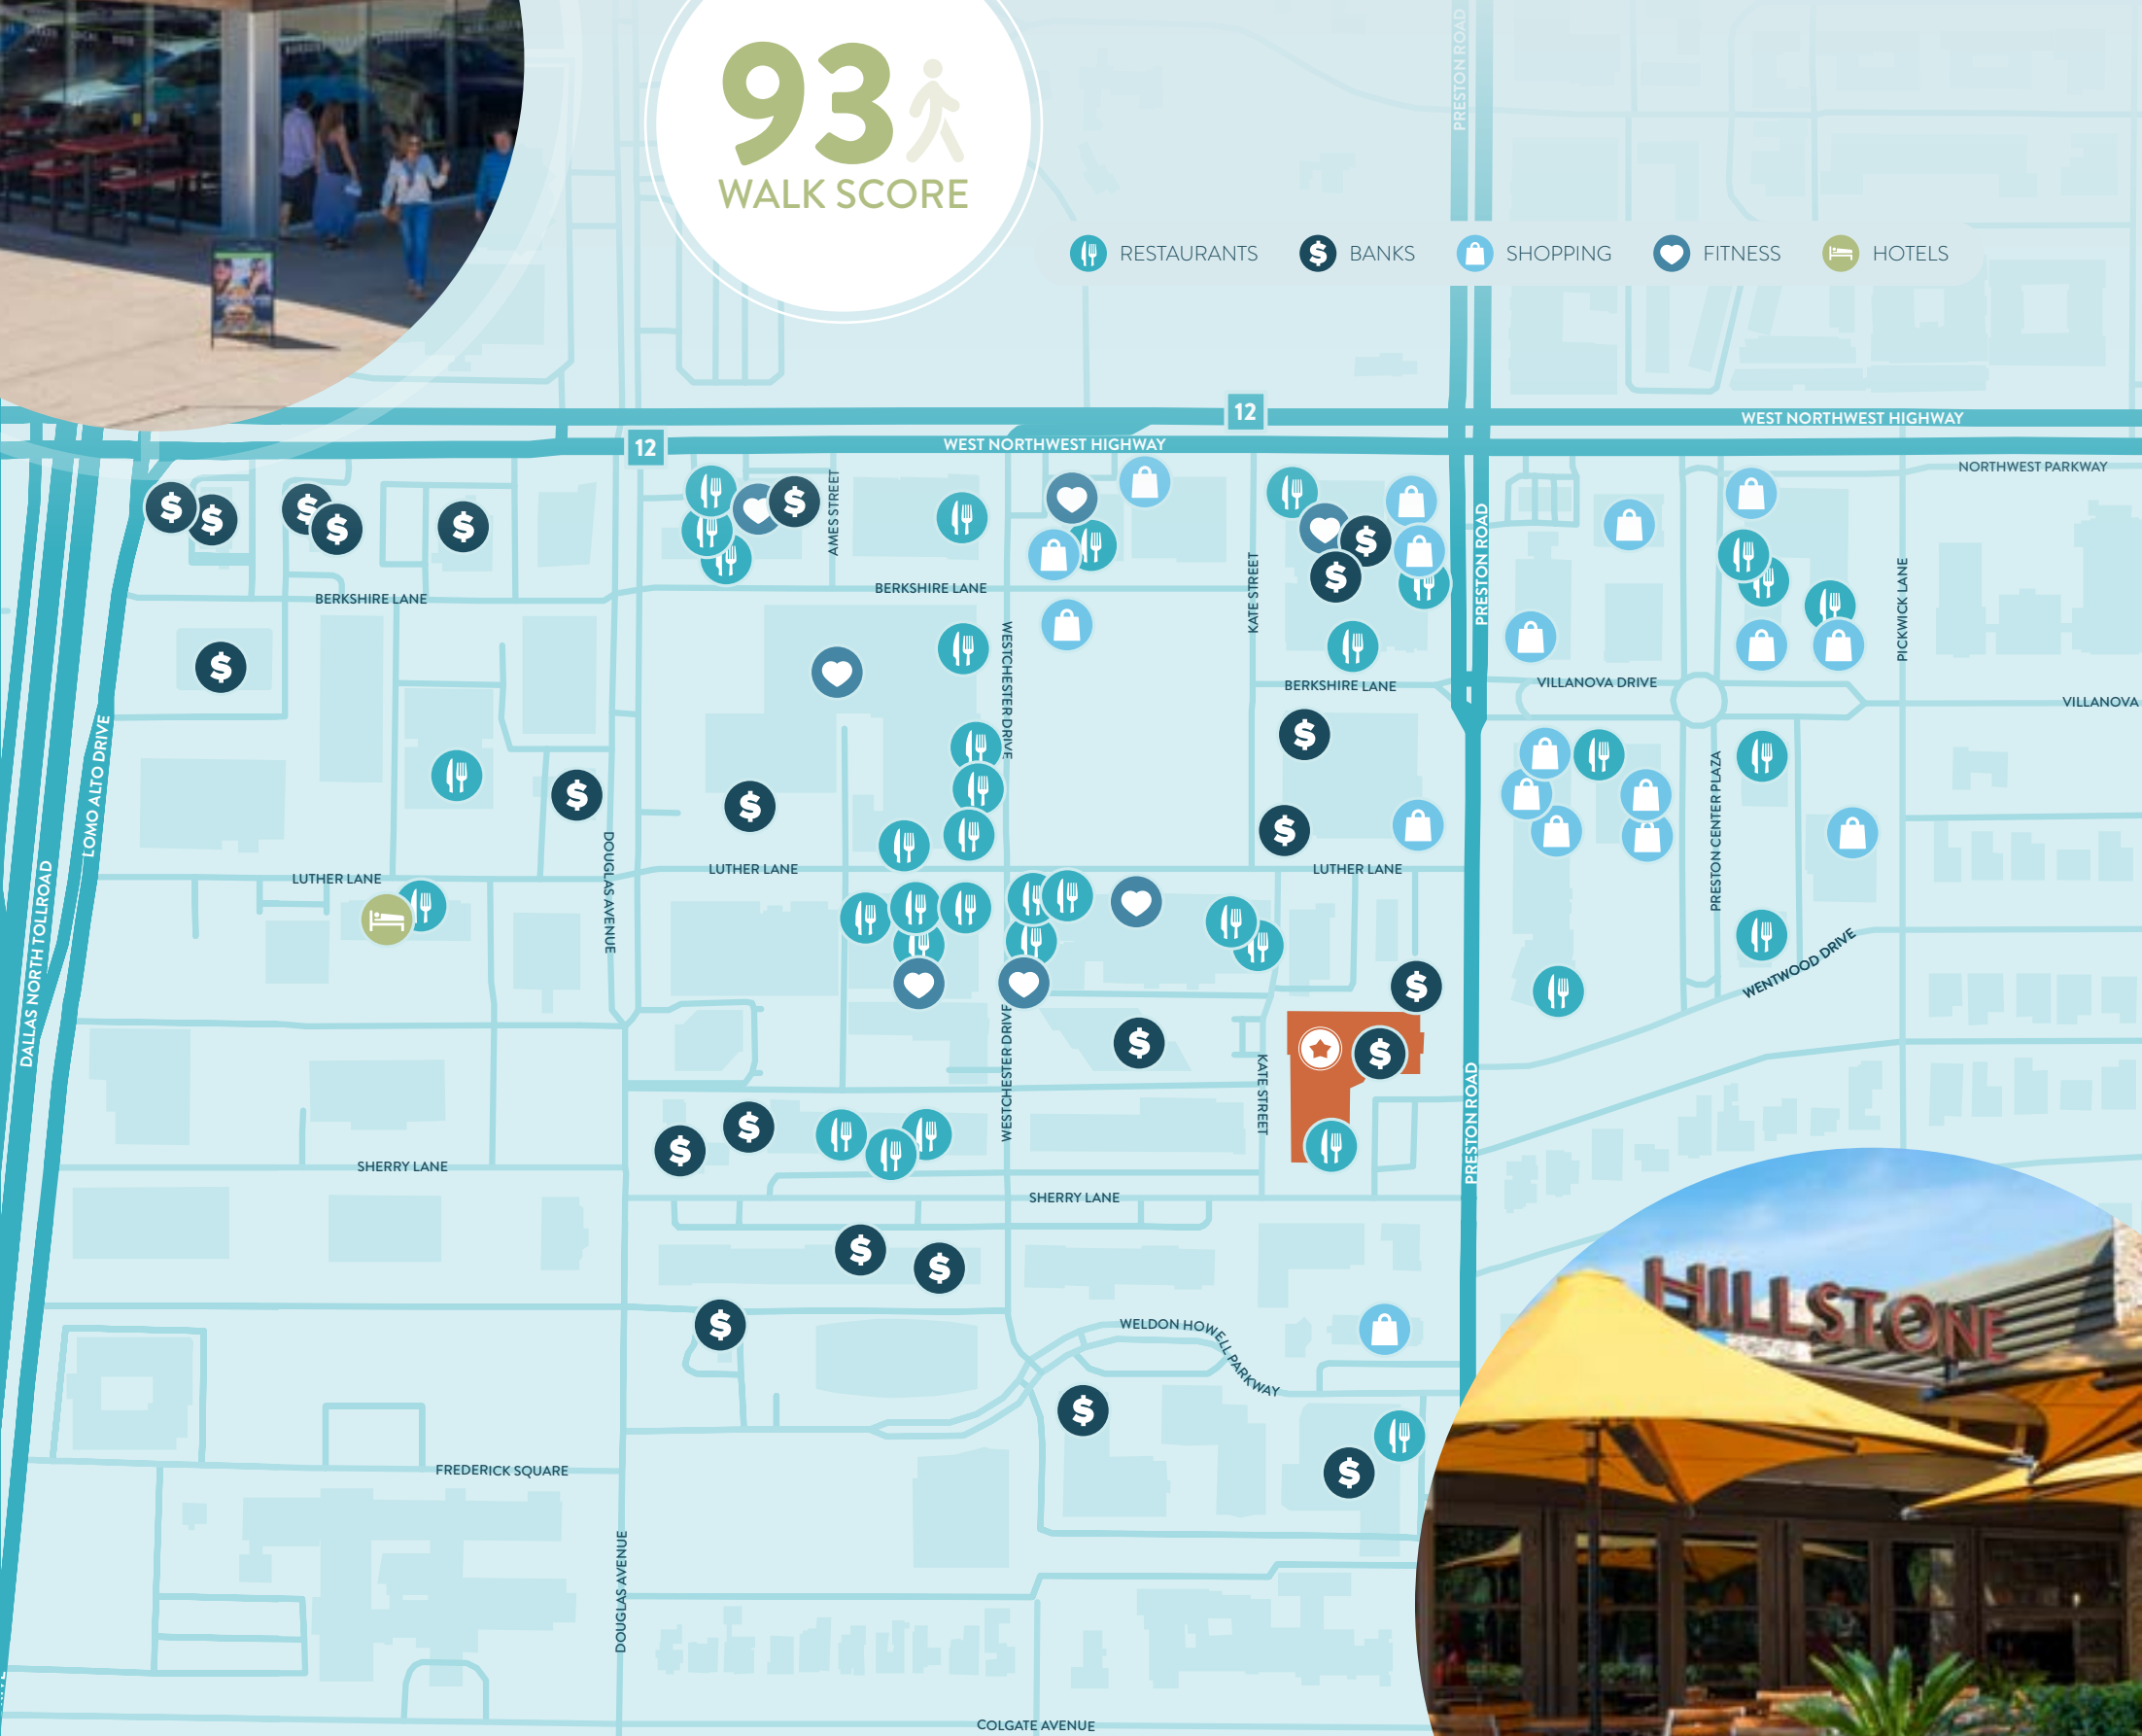 93
WALK SCORE
PRESTON ROAD
RESTAURANTS
BANKS
SHOPPING
FITNESS
HOTELS
12
WEST NORTHWEST HIGHWAY
12
WEST NORTHWEST HIGHWAY
NORTHWEST PARKWAY
AMES STREET
KATE STREET
PRESTON ROAD
PICKWICK LANE
BERKSHIRE LANE
BERKSHIRE LANE
WESTCHESTER DRIVE
BERKSHIRE LANE
VILLANOVA DRIVE
VILLANOVA
LOMO ALTO DRIVE
DOUGLAS AVENUE
PRESTON CENTER PLAZA
LUTHER LANE
LUTHER LANE
LUTHER LANE
DALLAS NORTH TOLLROAD
WENTWOOD DRIVE
WESTCHESTER DRIVE
KATE STREET
PRESTON ROAD
SHERRY LANE
SHERRY LANE
HILLSTONE
WELDON HOWELL PARKWAY
FREDERICK SQUARE
DOUGLAS AVENUE
COLGATE AVENUE